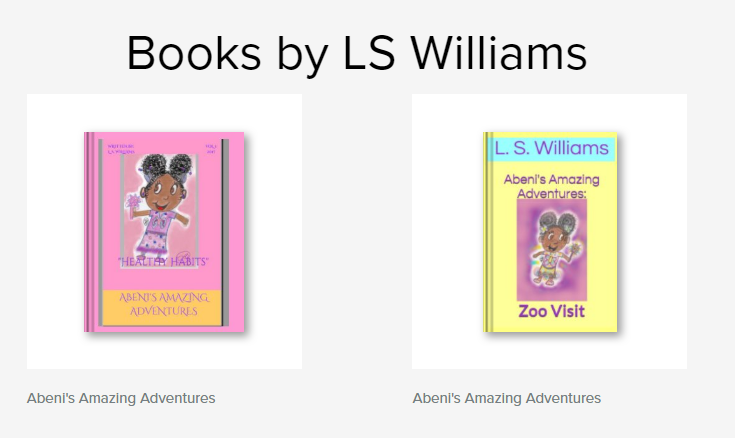 Books by LS Williams
"HEALTHY HABITS"
ABENI'S AMAZING
ADVENTURES
L. S. Williams
Abeni's Amazing
Adventures:
Zoo Visit
Abeni's Amazing Adventures
Abeni's Amazing Adventures